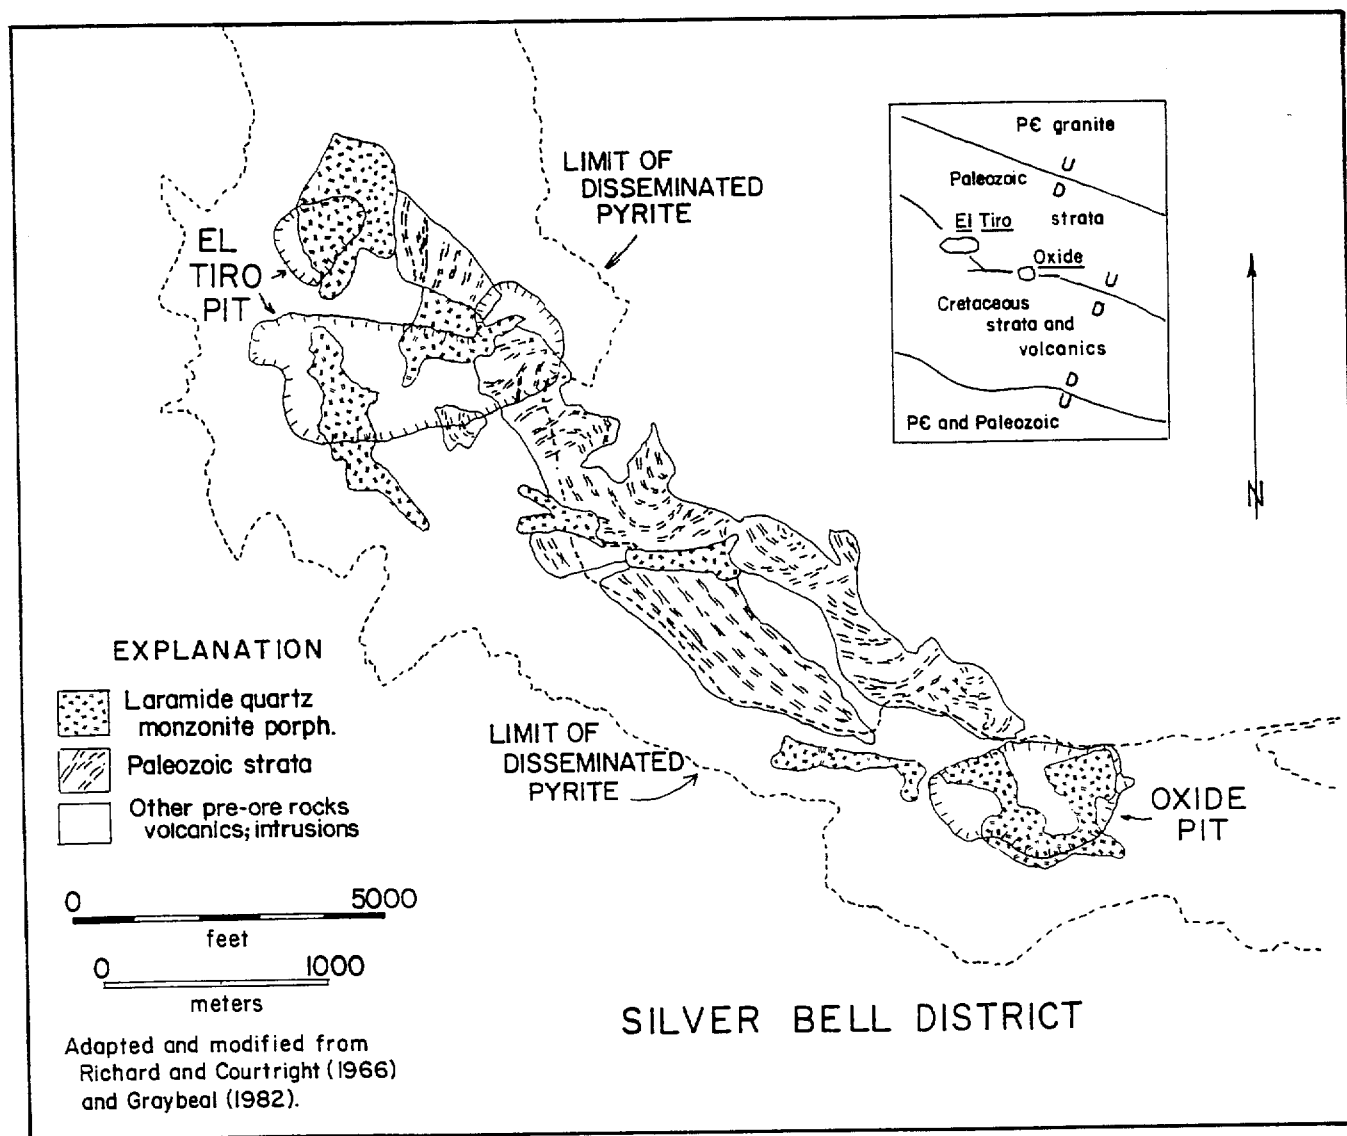 LIMIT OF
DISSEMINATED
PYRITE
EL
TIRO
PIT
PЄ granite
U
D
Paleozoic
strata
El Tiro
Oxide
U
D
Cretaceous
strata and
volcanics
D
U
PЄ and Paleozoic
N
EXPLANATION
Laramide quartz
monzonite porph.
Paleozoic strata
Other pre-ore rocks
volcanics; intrusions
LIMIT OF
DISSEMINATED
PYRITE
OXIDE
PIT
0 5000
feet
0 1000
meters
SILVER BELL DISTRICT
Adapted and modified from
Richard and Courtright (1966)
and Graybeal (1982).